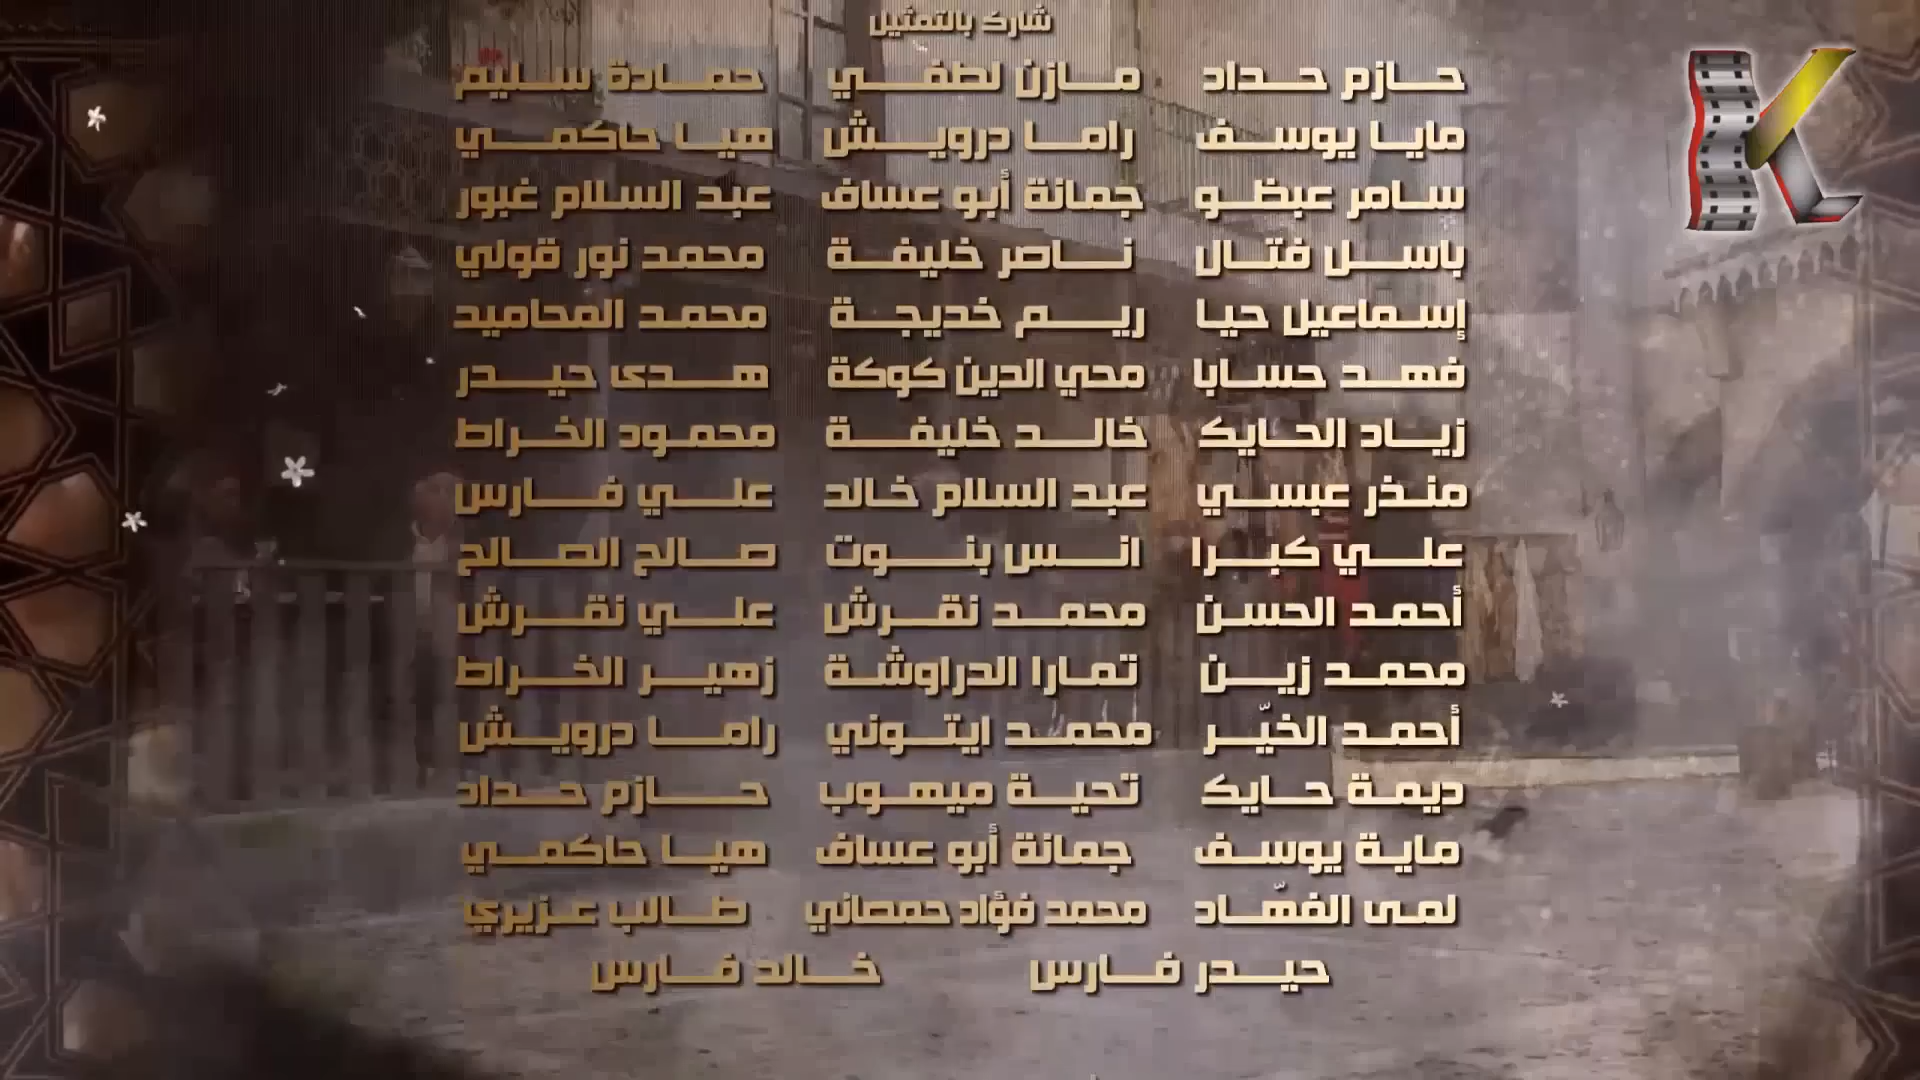 شارك بالتمثيل
حازم حداد مازن لطفي حمادة سليم
مايا يوسف راما درويش هيا حاكمي
سامر عبظو جمانة أبو عساف عبد السلام غبور
باسل فتال ناصر خليفة محمد نور قولي
إسماعيل حيا ريم خديجة محمد المحاميد
فهد حسابا محي الدين كوكة هدى حيدر
زياد الحايك خالد خليفة محمود الخراط
منذر عبسي عبد السلام خالد علي فارس
علي كبرا انس بنوت صالح الصالح
أحمد الحسن محمد نقرش علي نقرش
محمد زين تمارا الدراوشة زهير الخراط
أحمد الخيّر محمد ايتوني راما درويش
ديمة حايك تحية ميهوب حازم حداد
ماية يوسف جمانة أبو عساف هيا حاكمي
لمى الفهّاد محمد فؤاد حمصاني طالب عزيري
حيدر فارس خالد فارس